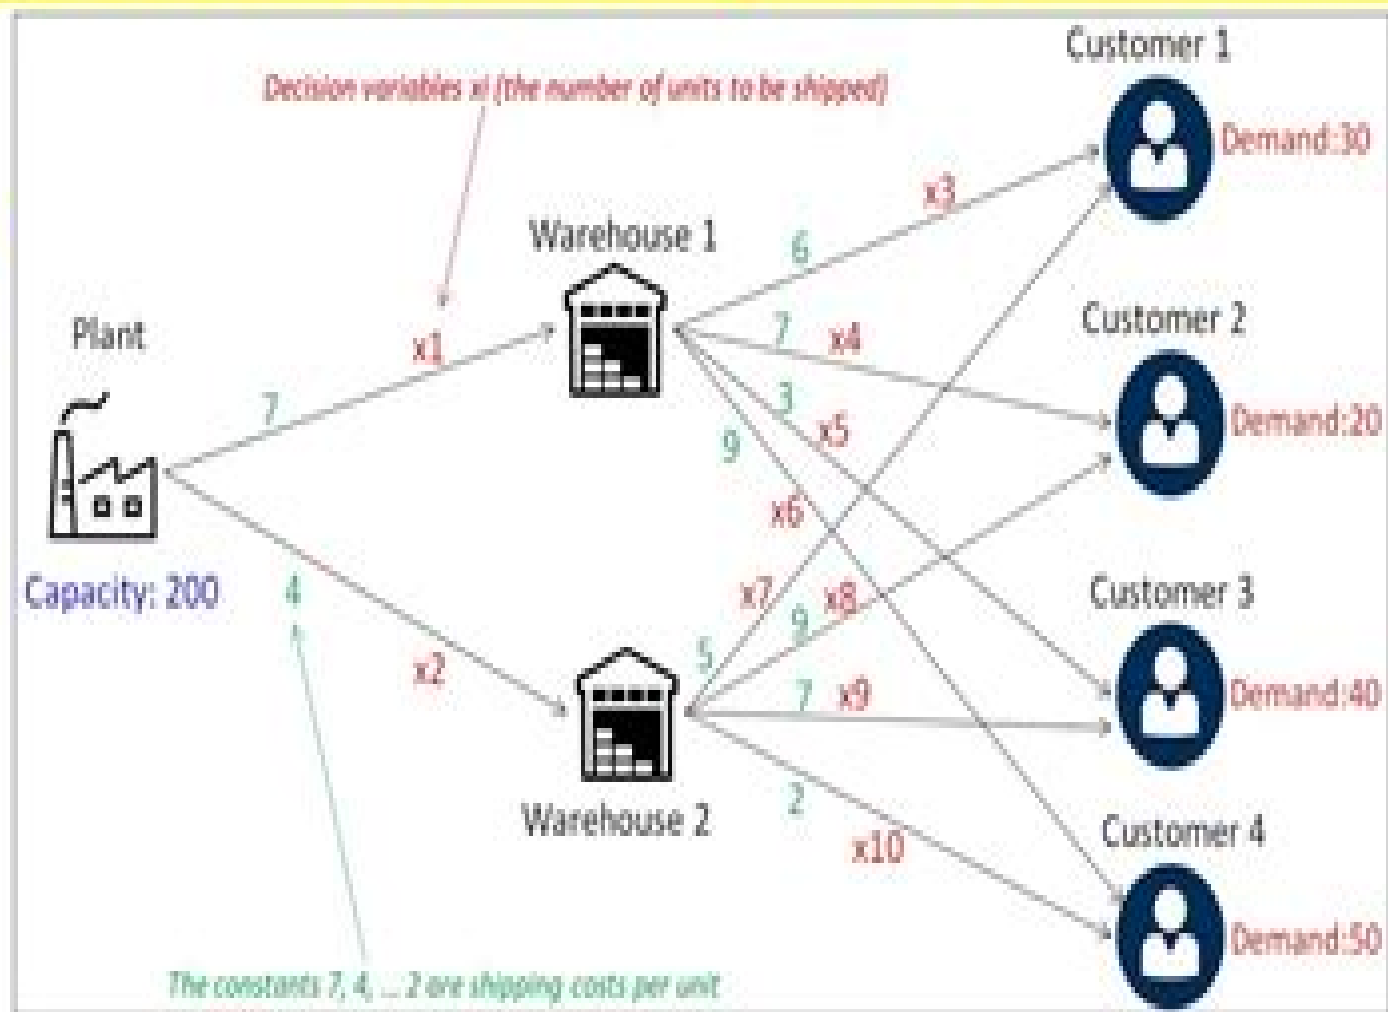 Customer 1
Decision variables xi (the number of units to be shipped)
Demand:30
x3
Warehouse 1
6
Customer 2
Plant
7
x4
x1
3
x5
Demand:20
7
9
x6
Capacity: 200
4
x7
x8
Customer 3
9
5
x2
7
x9
Demand:40
2
Warehouse 2
Customer 4
x10
Demand:50
The constants 7, 4, ... 2 are shipping costs per unit